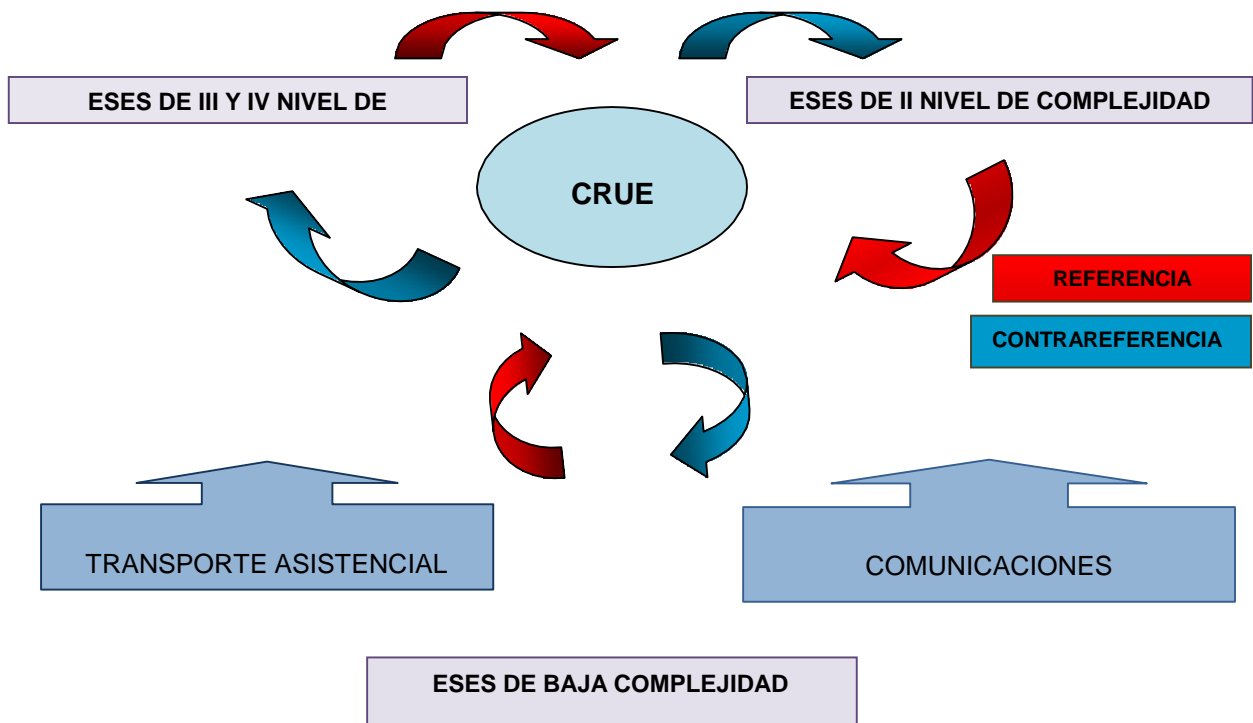 ESES DE III Y IV NIVEL DE
ESES DE II NIVEL DE COMPLEJIDAD
CRUE
REFERENCIA
CONTRAREFERENCIA
TRANSPORTE ASISTENCIAL
COMUNICACIONES
ESES DE BAJA COMPLEJIDAD